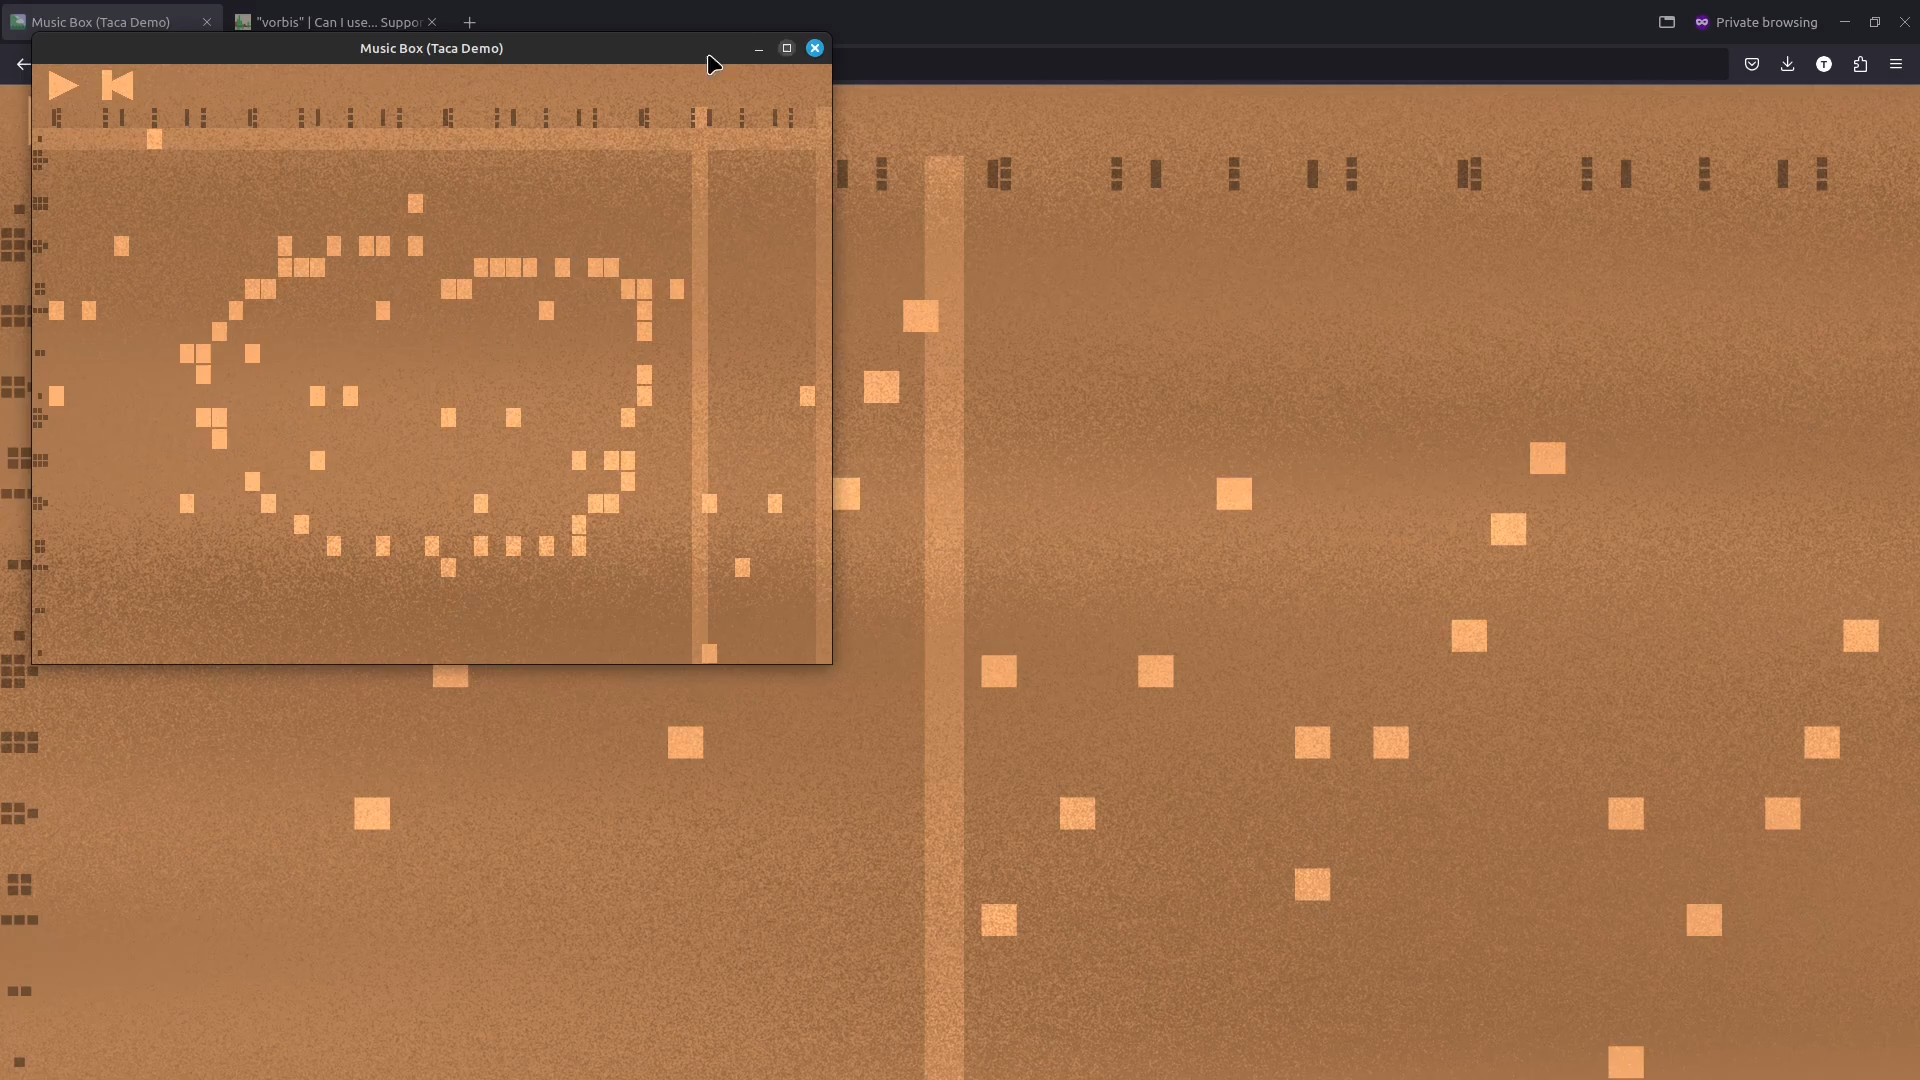 Music Box (Taca Demo)
"vorbis" | Can I use... Suppor
Private browsing
Music Box (Taca Demo)
T